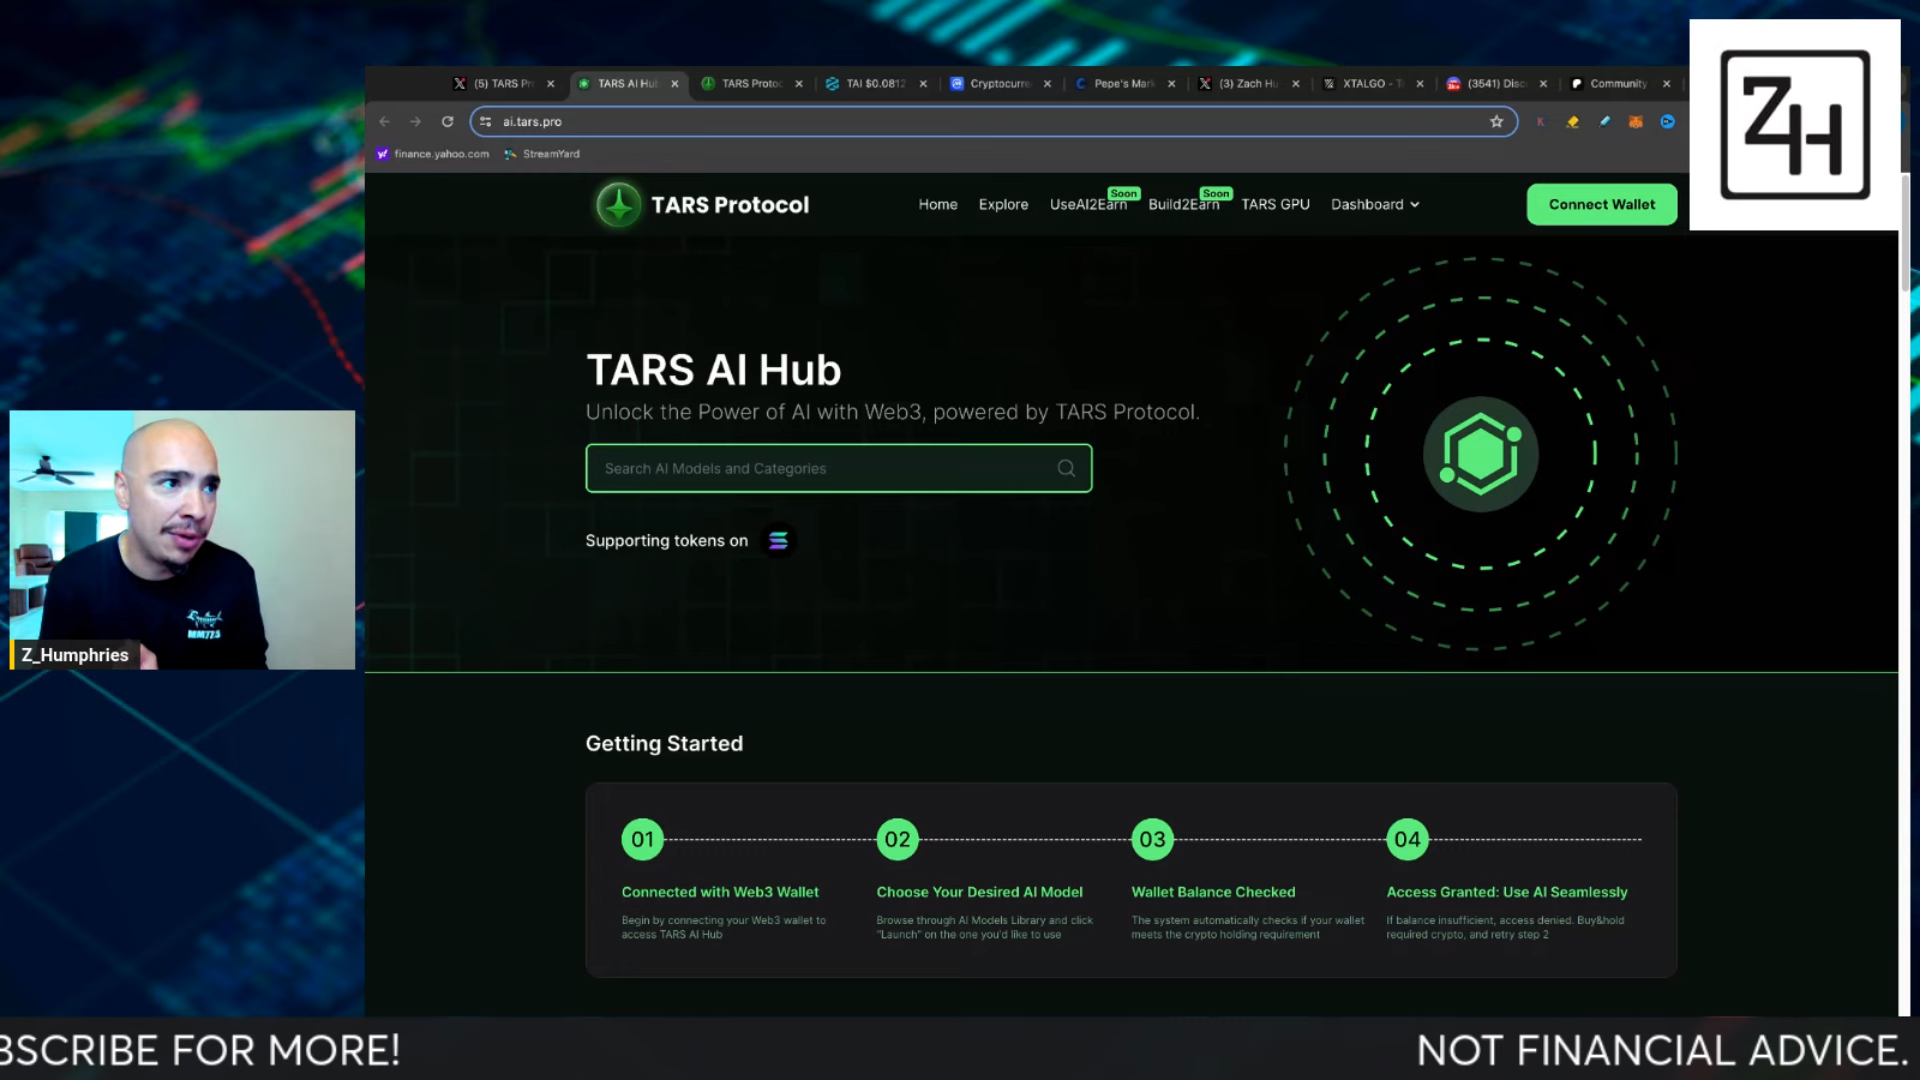 (5) TARS Pr
TARS AI Hub
TARS Protoc
TAI $0.0812
Cryptocurre
Pepe's Mark
(3) Zach Hu
XTALGO - T
(3541) Disc
Community
ZH
ai.tars.pro
finance.yahoo.com
StreamYard
TARS Protocol
Home
Explore
UseAI2Earn
Soon
Build2Earn
Soon
TARS GPU
Dashboard
Connect Wallet
TARS AI Hub
Unlock the Power of AI with Web3, powered by TARS Protocol.
Search AI Models and Categories
Supporting tokens on
MM77.5
Z_Humphries
Getting Started
01
02
03
04
Connected with Web3 Wallet
Begin by connecting your Web3 wallet to
access TARS AI Hub
Choose Your Desired AI Model
Browse through AI Models Library and click
"Launch" on the one you'd like to use
Wallet Balance Checked
The system automatically checks if your wallet
meets the crypto holding requirement
Access Granted: Use AI Seamlessly
If balance insufficient, access denied. Buy&hold
required crypto, and retry step 2
BSCRIBE FOR MORE!
NOT FINANCIAL ADVICE.